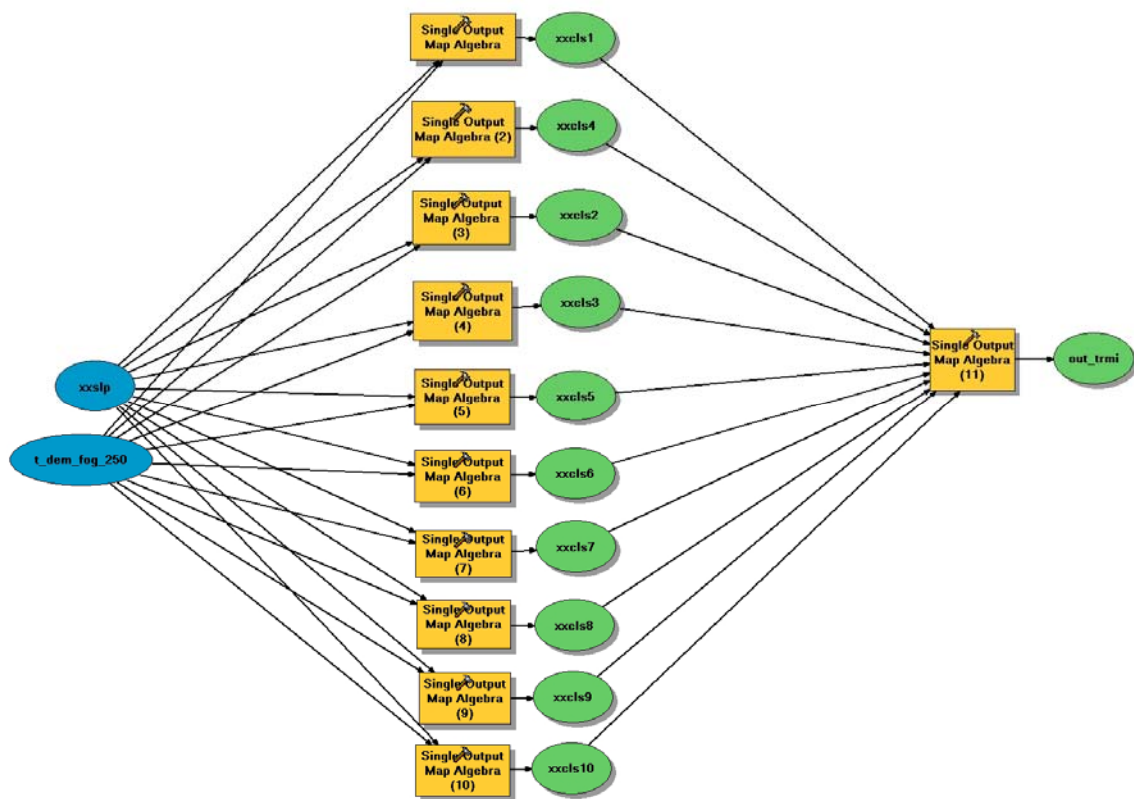 Single Output
Map Algebra
xxcls1
Single Output
Map Algebra (2)
xxcls4
Single Output
Map Algebra
(3)
xxcls2
Single Output
Map Algebra
(4)
xxcls3
xxslp
Single Output
Map Algebra
(5)
xxcls5
Single Output
Map Algebra
(11)
out_trmi
t_dem_fog_250
Single Output
Map Algebra
(6)
xxcls6
Single Output
Map Algebra
(7)
xxcls7
Single Output
Map Algebra
(8)
xxcls8
Single Output
Map Algebra
(9)
xxcls9
Single Output
Map Algebra
(10)
xxcls10